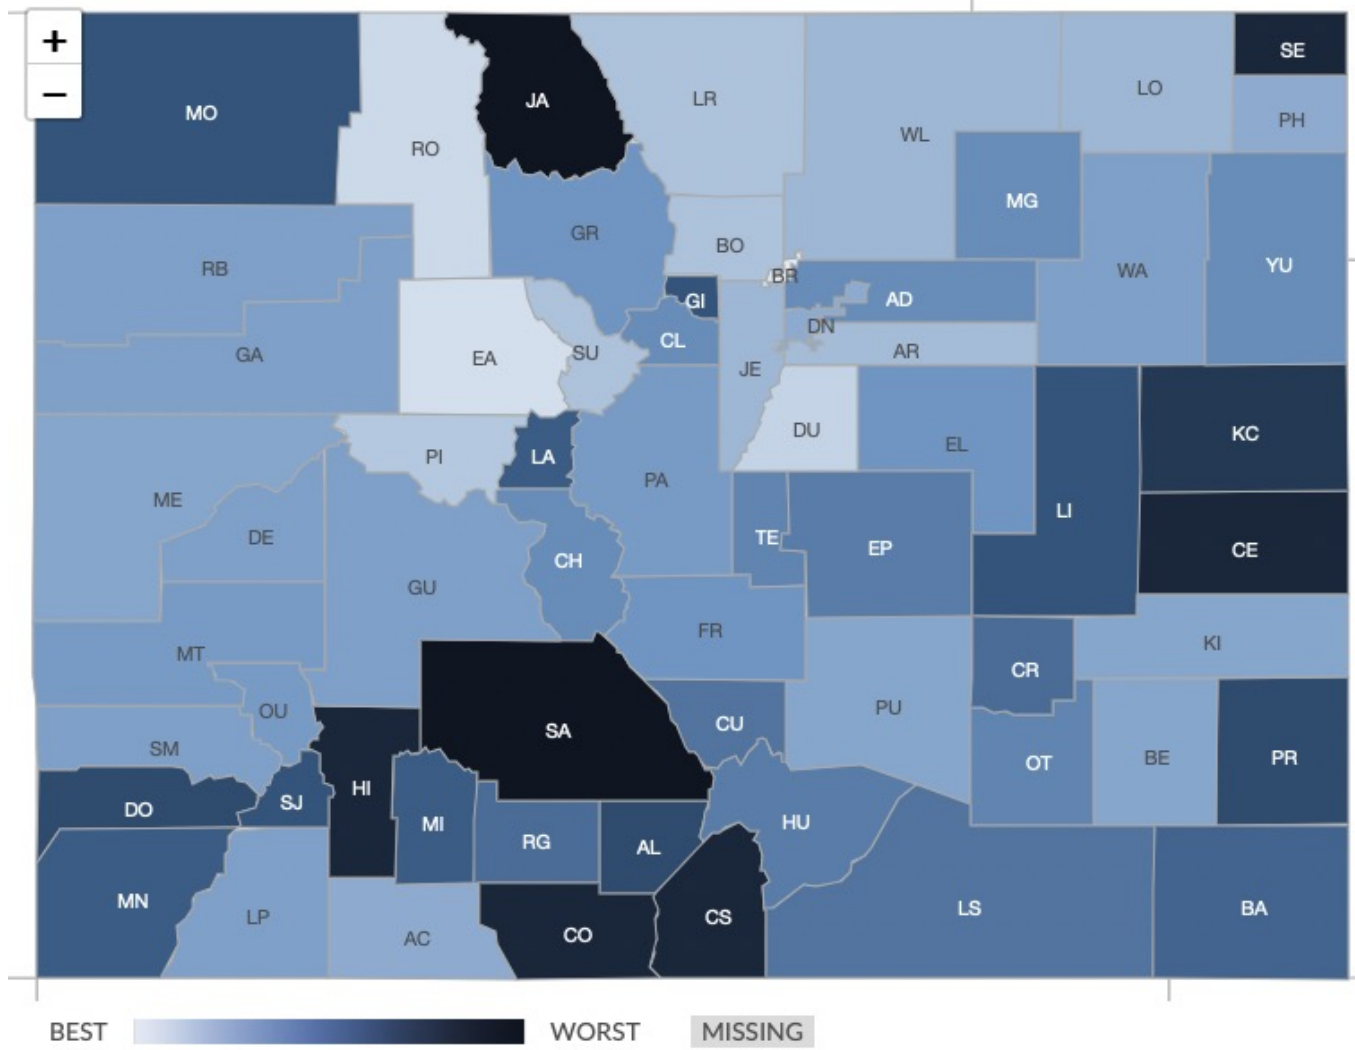 +
−
MO
RO
JA
LR
WL
LO
SE
PH
MG
YU
WA
RB
GR
BO
BR
GI
AD
CL
DN
AR
GA
EA
SU
JE
DU
EL
KC
PI
LA
PA
LI
ME
DE
CH
TE
EP
CE
GU
FR
KI
MT
CR
OU
SA
CU
PU
SM
OT
BE
PR
DO
SJ
HI
MI
RG
AL
HU
MN
LP
AC
CO
CS
LS
BA
BEST
WORST
MISSING